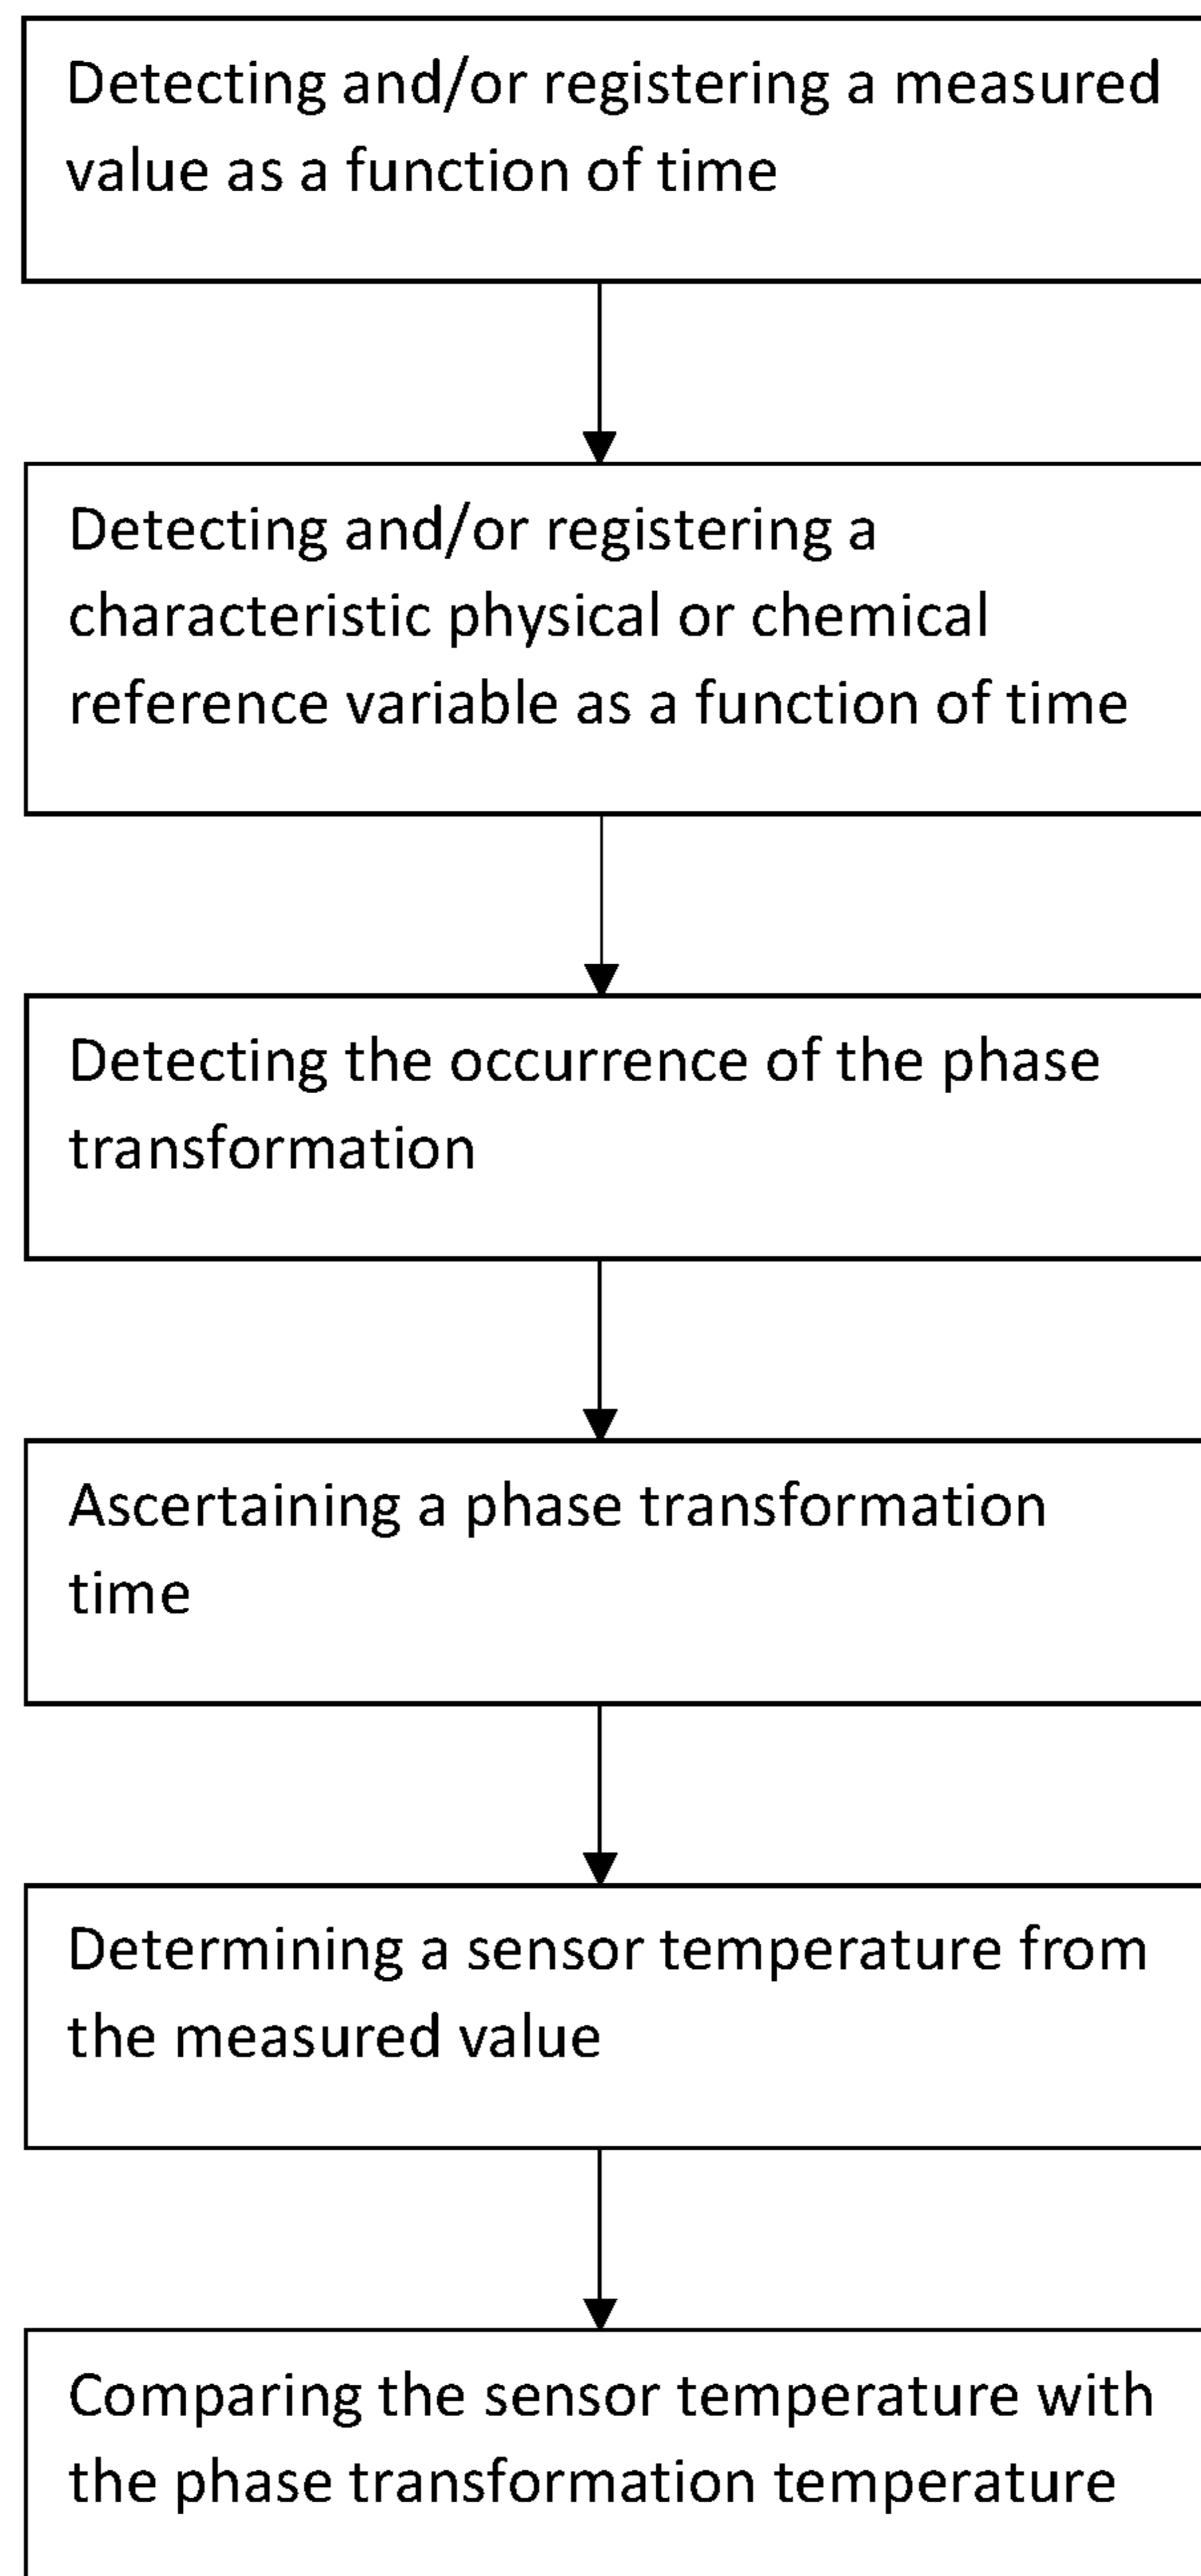 Detecting and/or registering a measured
value as a function of time
Detecting and/or registering a
characteristic physical or chemical
reference variable as a function of time
Detecting the occurrence of the phase
transformation
Ascertaining a phase transformation
time
Determining a sensor temperature from
the measured value
Comparing the sensor temperature with
the phase transformation temperature